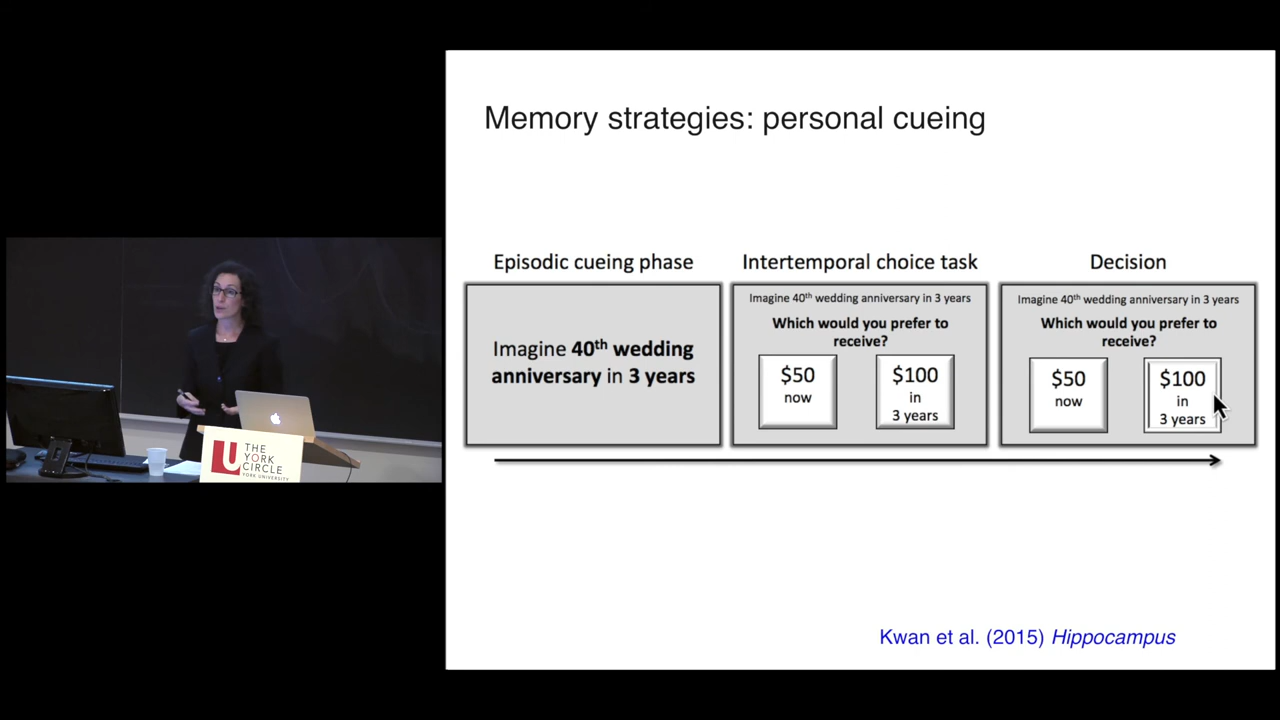 Memory strategies: personal cueing
Episodic cueing phase
Imagine 40th wedding
anniversary in 3 years
Intertemporal choice task
Imagine 40th wedding anniversary in 3 years
Which would you prefer to
receive?
$50
now
$100
in
3 years
Decision
Imagine 40th wedding anniversary in 3 years
Which would you prefer to
receive?
$50
now
$100
in
3 years
Kwan et al. (2015) Hippocampus
THE
YORK
CIRCLE
YORK UNIVERSITY